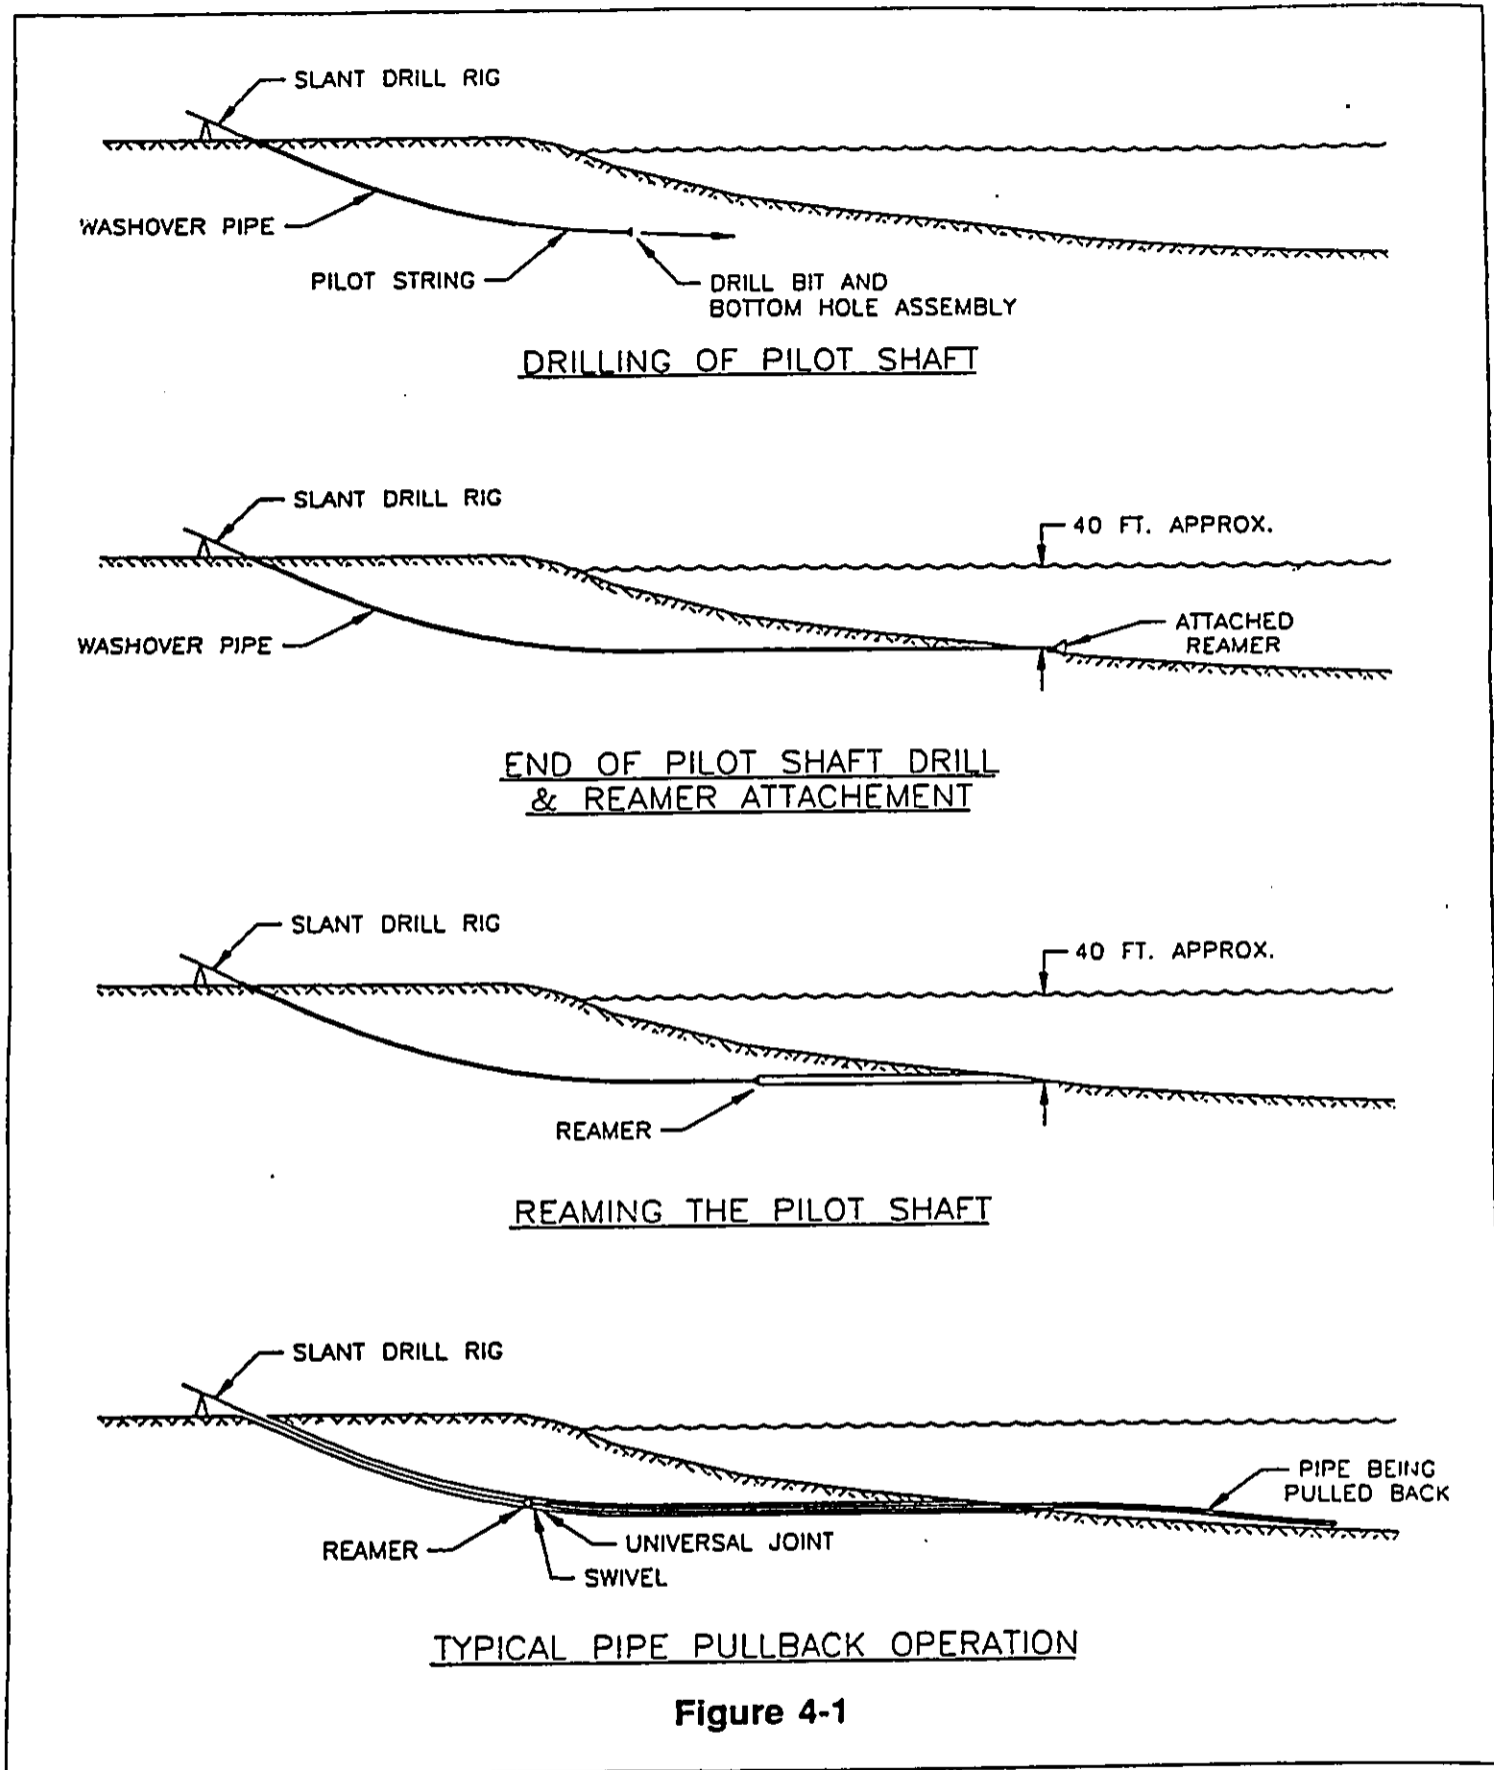 SLANT DRILL RIG
WASHOVER PIPE
PILOT STRING
DRILL BIT AND
BOTTOM HOLE ASSEMBLY
DRILLING OF PILOT SHAFT
SLANT DRILL RIG
40 FT. APPROX.
WASHOVER PIPE
ATTACHED
REAMER
END OF PILOT SHAFT DRILL
& REAMER ATTACHEMENT
SLANT DRILL RIG
40 FT. APPROX.
REAMER
REAMING THE PILOT SHAFT
SLANT DRILL RIG
PIPE BEING
PULLED BACK
REAMER
UNIVERSAL JOINT
SWIVEL
TYPICAL PIPE PULLBACK OPERATION
Figure 4-1